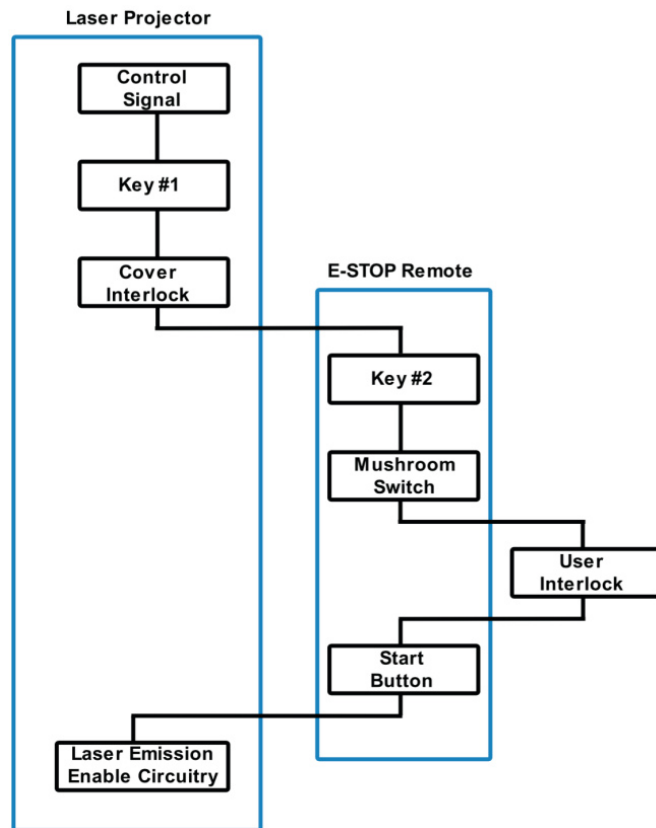 Laser Projector
Control
Signal
Key #1
Cover
Interlock
E-STOP Remote
Key #2
Mushroom
Switch
User
Interlock
Start
Button
Laser Emission
Enable Circuitry